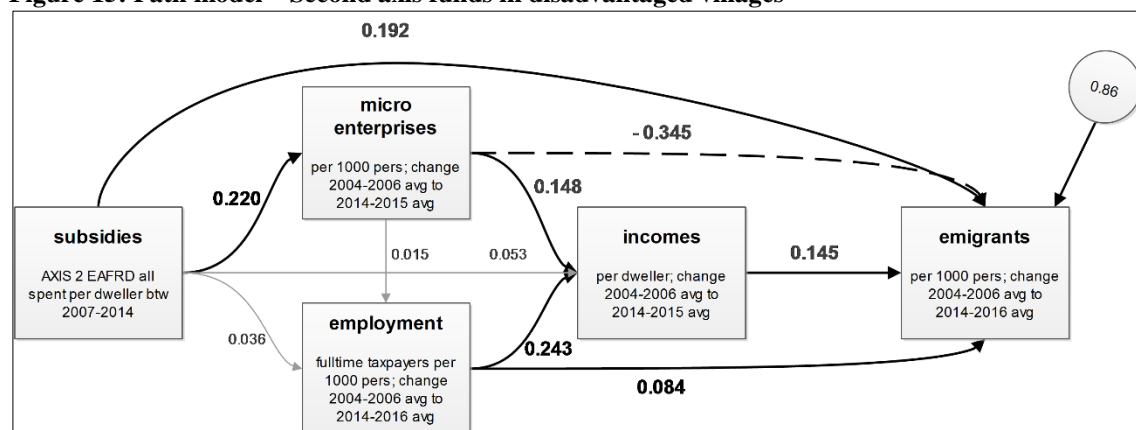 Figure 15. Path model – Second axis funds in disadvantaged villages
0.192
0.86
micro
enterprises
per 1000 pers; change
2004-2006 avg to
2014-2015 avg
- 0.345
0.148
0.220
subsidies
AXIS 2 EAFRD all
spent per dweller btw
2007-2014
0.015
0.053
incomes
per dweller; change
2004-2006 avg to
2014-2015 avg
0.145
emigrants
per 1000 pers; change
2004-2006 avg to
2014-2016 avg
0.036
employment
fulltime taxpayers per
1000 pers; change
2004-2006 avg to
2014-2016 avg
0.243
0.084